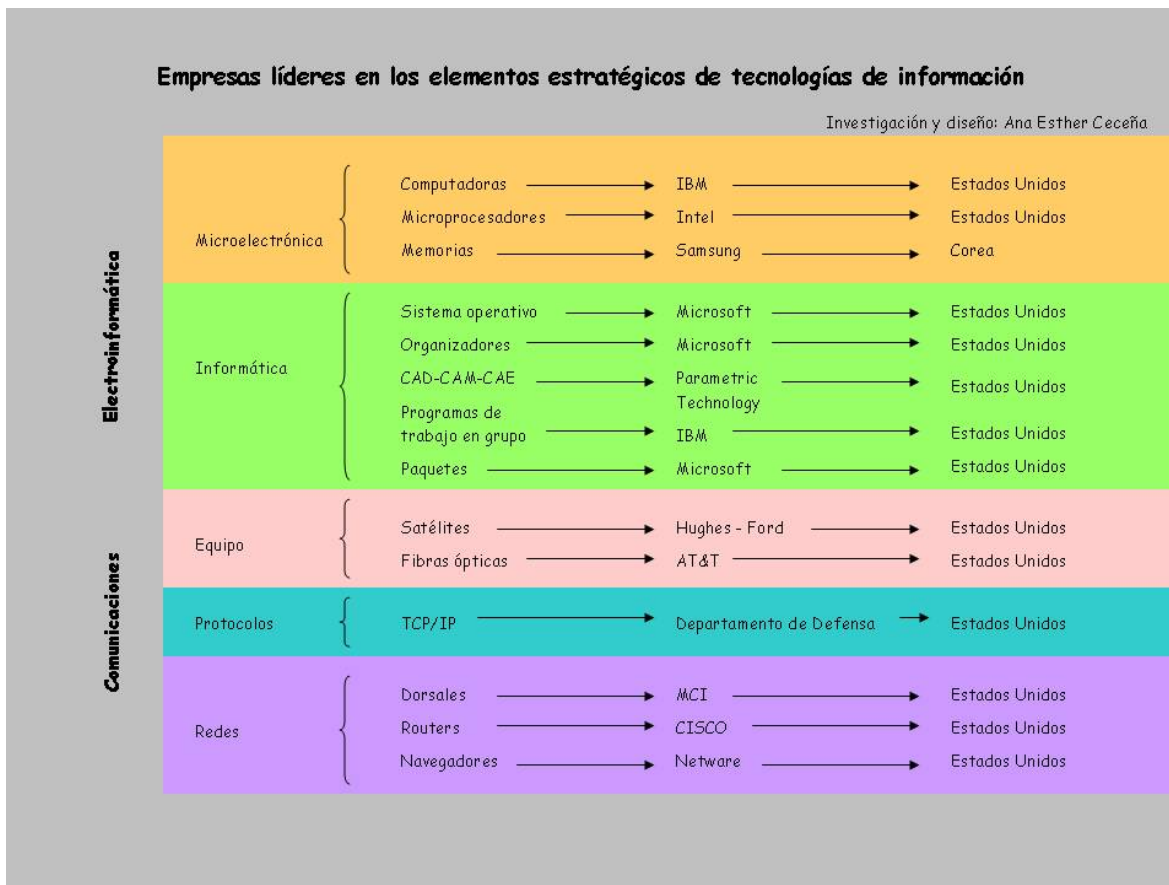 Empresas líderes en los elementos estratégicos de tecnologías de información
Investigación y diseño: Ana Esther Ceceña
Electroinformática
Microelectrónica
Computadoras IBM Estados Unidos
Microprocesadores Intel Estados Unidos
Memorias Samsung Corea
Informática
Sistema operativo Microsoft Estados Unidos
Organizadores Microsoft Estados Unidos
CAD-CAM-CAE Parametric Technology Estados Unidos
Programas de
trabajo en grupo IBM Estados Unidos
Paquetes Microsoft Estados Unidos
Comunicaciones
Equipo
Satélites Hughes - Ford Estados Unidos
Fibras ópticas AT&T Estados Unidos
Protocolos
TCP/IP Departamento de Defensa Estados Unidos
Redes
Dorsales MCI Estados Unidos
Routers CISCO Estados Unidos
Navegadores Netware Estados Unidos